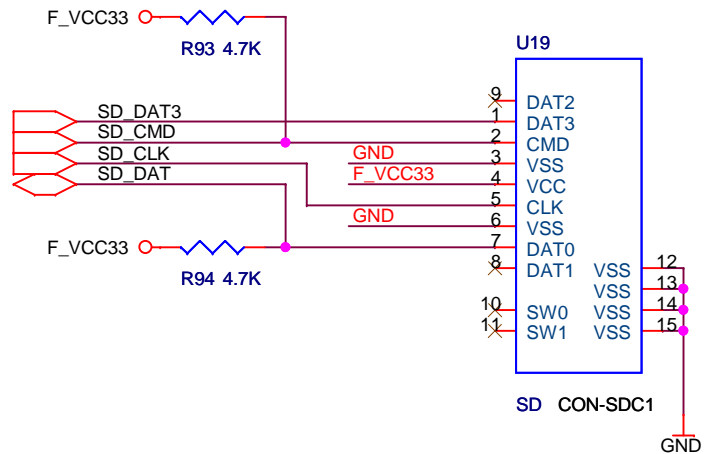 F_VCC33
R93 4.7K
U19
SD_DAT3
SD_CMD
SD_CLK
SD_DAT
GND
F_VCC33
GND
F_VCC33
R94 4.7K
9 DAT2
1 DAT3
2 CMD
3 VSS
4 VCC
5 CLK
6 VSS
7 DAT0
8 DAT1
10 SW0
11 SW1
VSS 12
VSS 13
VSS 14
VSS 15
SD CON-SDC1
GND